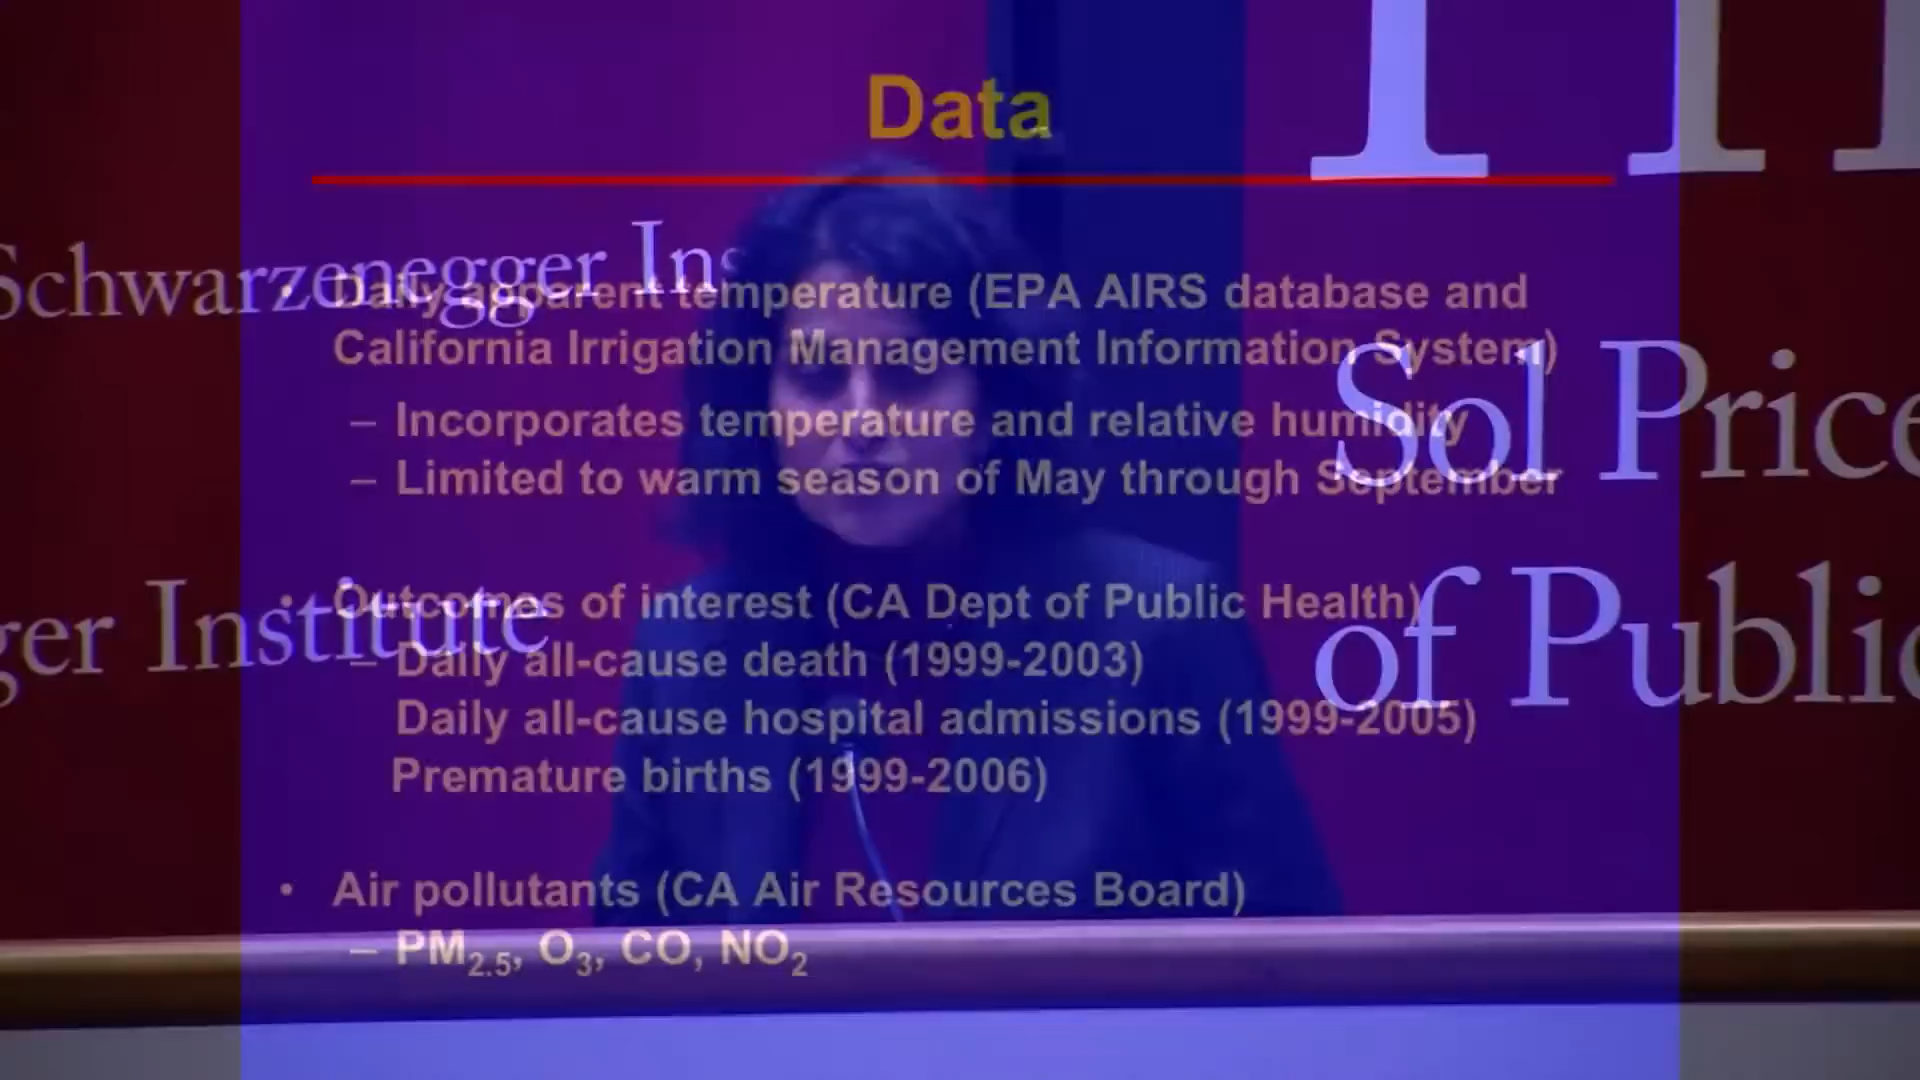 Data
Schwarzenegger Ins
• Daily apparent temperature (EPA AIRS database and
California Irrigation Management Information System)
– Incorporates temperature and relative humidity
– Limited to warm season of May through September
Sol Price
• Outcomes of interest (CA Dept of Public Health)
– Daily all-cause death (1999-2003)
Daily all-cause hospital admissions (1999-2005)
Premature births (1999-2006)
ger Institute
of Public
• Air pollutants (CA Air Resources Board)
– PM2.5, O3, CO, NO2